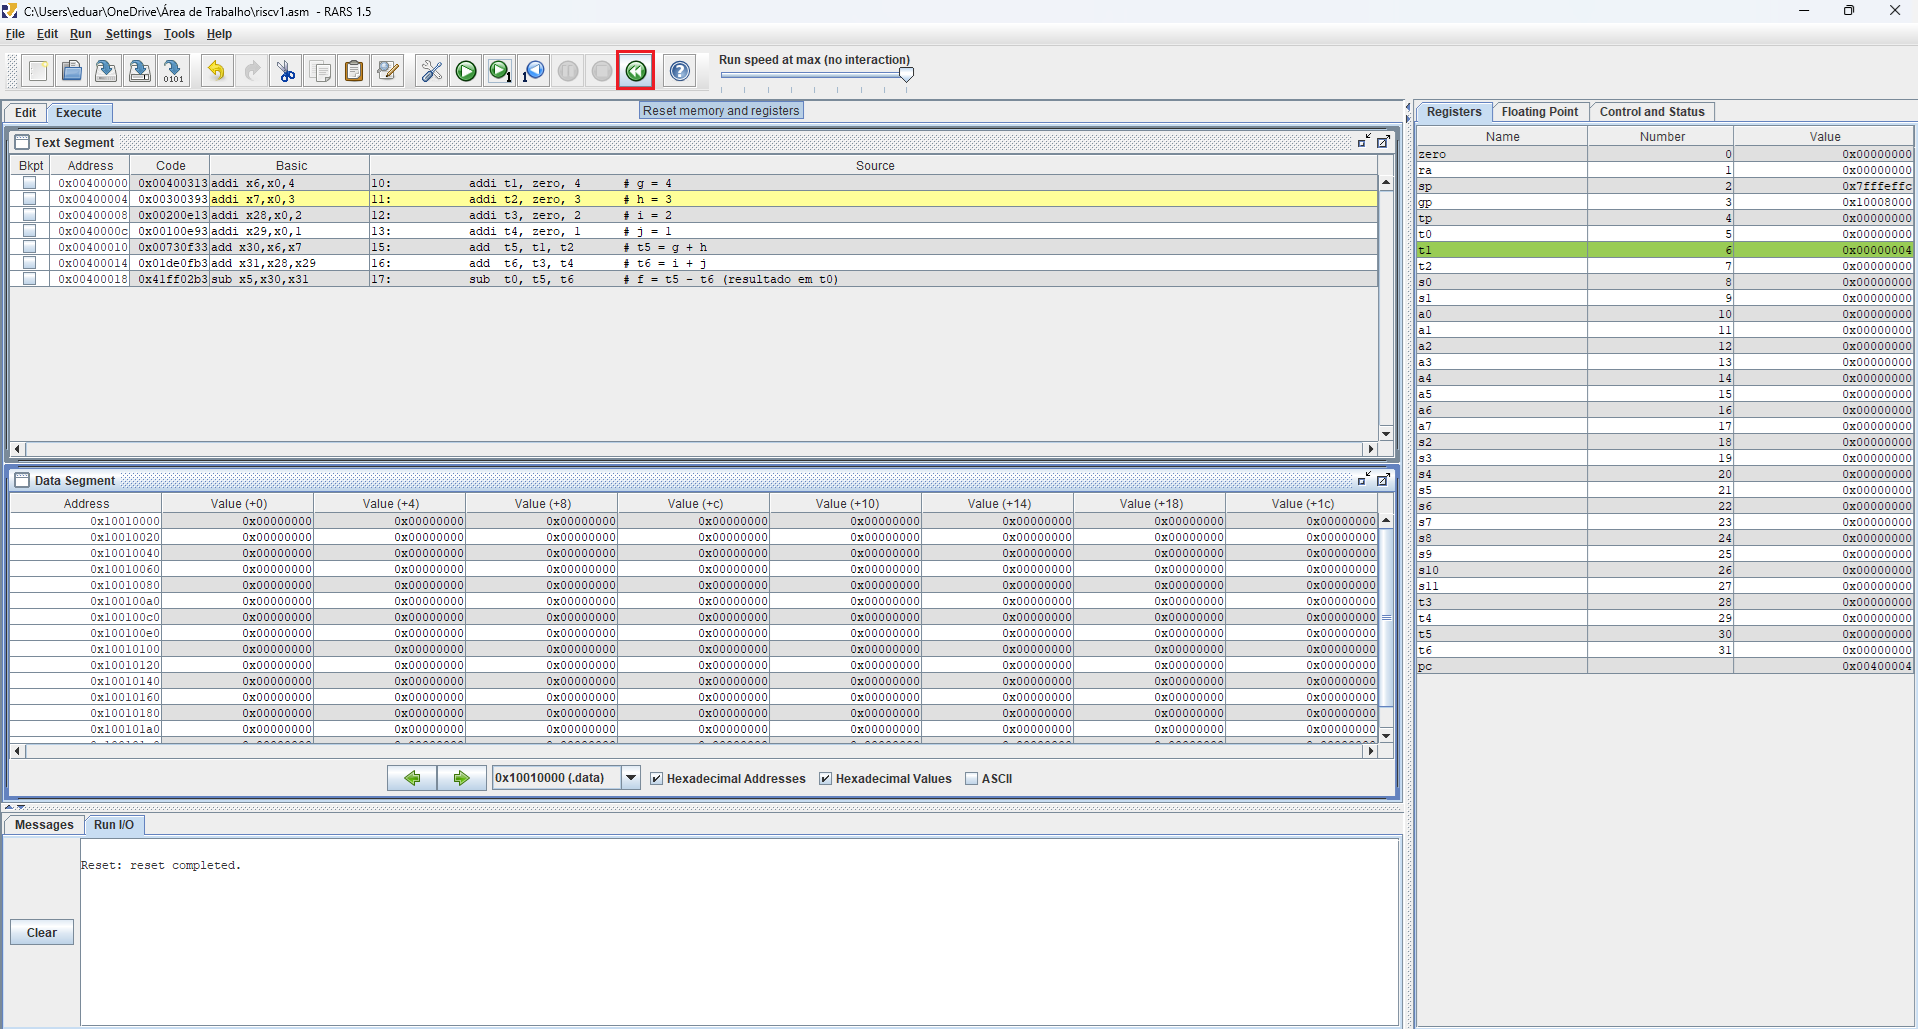 C:\Users\eduar\OneDrive\Área de Trabalho\riscv1.asm - RARS 1.5
File Edit Run Settings Tools Help
Run speed at max (no interaction)
Reset memory and registers
Edit Execute
Text Segment
Bkpt Address Code Basic Source
0x00400000 0x00400313 addi x6,x0,4 10: addi t1, zero, 4 # g = 4
0x00400004 0x00300393 addi x7,x0,3 11: addi t2, zero, 3 # h = 3
0x00400008 0x00200e13 addi x28,x0,2 12: addi t3, zero, 2 # i = 2
0x0040000c 0x00100e93 addi x29,x0,1 13: addi t4, zero, 1 # j = 1
0x00400010 0x00730f33 add x30,x6,x7 15: add t5, t1, t2 # t5 = g + h
0x00400014 0x01de0fb3 add x31,x28,x29 16: add t6, t3, t4 # t6 = i + j
0x00400018 0x41ff02b3 sub x5,x30,x31 17: sub t0, t5, t6 # f = t5 - t6 (resultado em t0)
Data Segment
Address Value (+0) Value (+4) Value (+8) Value (+c) Value (+10) Value (+14) Value (+18) Value (+1c)
0x10010000 0x00000000 0x00000000 0x00000000 0x00000000 0x00000000 0x00000000 0x00000000 0x00000000
0x10010020 0x00000000 0x00000000 0x00000000 0x00000000 0x00000000 0x00000000 0x00000000 0x00000000
0x10010040 0x00000000 0x00000000 0x00000000 0x00000000 0x00000000 0x00000000 0x00000000 0x00000000
0x10010060 0x00000000 0x00000000 0x00000000 0x00000000 0x00000000 0x00000000 0x00000000 0x00000000
0x10010080 0x00000000 0x00000000 0x00000000 0x00000000 0x00000000 0x00000000 0x00000000 0x00000000
0x100100a0 0x00000000 0x00000000 0x00000000 0x00000000 0x00000000 0x00000000 0x00000000 0x00000000
0x100100c0 0x00000000 0x00000000 0x00000000 0x00000000 0x00000000 0x00000000 0x00000000 0x00000000
0x100100e0 0x00000000 0x00000000 0x00000000 0x00000000 0x00000000 0x00000000 0x00000000 0x00000000
0x10010100 0x00000000 0x00000000 0x00000000 0x00000000 0x00000000 0x00000000 0x00000000 0x00000000
0x10010120 0x00000000 0x00000000 0x00000000 0x00000000 0x00000000 0x00000000 0x00000000 0x00000000
0x10010140 0x00000000 0x00000000 0x00000000 0x00000000 0x00000000 0x00000000 0x00000000 0x00000000
0x10010160 0x00000000 0x00000000 0x00000000 0x00000000 0x00000000 0x00000000 0x00000000 0x00000000
0x10010180 0x00000000 0x00000000 0x00000000 0x00000000 0x00000000 0x00000000 0x00000000 0x00000000
0x100101a0 0x00000000 0x00000000 0x00000000 0x00000000 0x00000000 0x00000000 0x00000000 0x00000000
0x10010000 (.data) Hexadecimal Addresses Hexadecimal Values ASCII
Messages Run I/O
Reset: reset completed.
Clear
Registers Floating Point Control and Status
Name Number Value
zero 0 0x00000000
ra 1 0x00000000
sp 2 0x7fffeffc
gp 3 0x10008000
tp 4 0x00000000
t0 5 0x00000000
t1 6 0x00000004
t2 7 0x00000000
s0 8 0x00000000
s1 9 0x00000000
a0 10 0x00000000
a1 11 0x00000000
a2 12 0x00000000
a3 13 0x00000000
a4 14 0x00000000
a5 15 0x00000000
a6 16 0x00000000
a7 17 0x00000000
s2 18 0x00000000
s3 19 0x00000000
s4 20 0x00000000
s5 21 0x00000000
s6 22 0x00000000
s7 23 0x00000000
s8 24 0x00000000
s9 25 0x00000000
s10 26 0x00000000
s11 27 0x00000000
t3 28 0x00000000
t4 29 0x00000000
t5 30 0x00000000
t6 31 0x00000000
pc 0x00400004